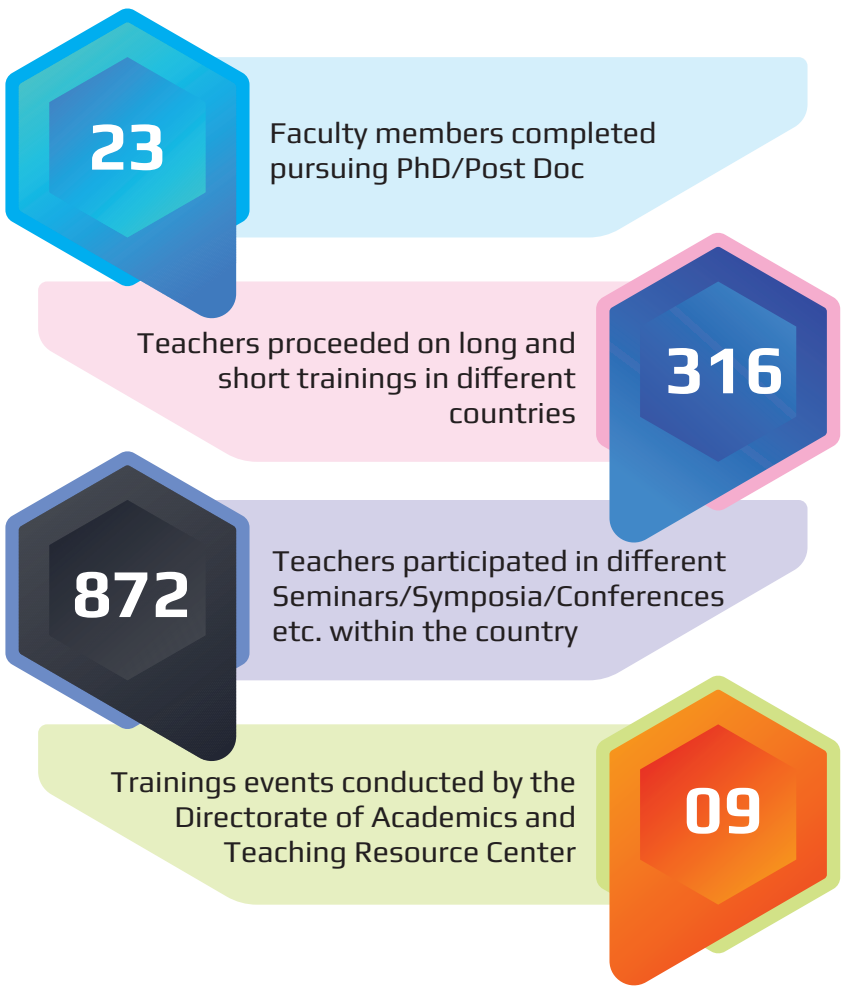 23
Faculty members completed
pursuing PhD/Post Doc
Teachers proceeded on long and
short trainings in different
countries
316
872
Teachers participated in different
Seminars/Symposia/Conferences
etc. within the country
Trainings events conducted by the
Directorate of Academics and
Teaching Resource Center
09